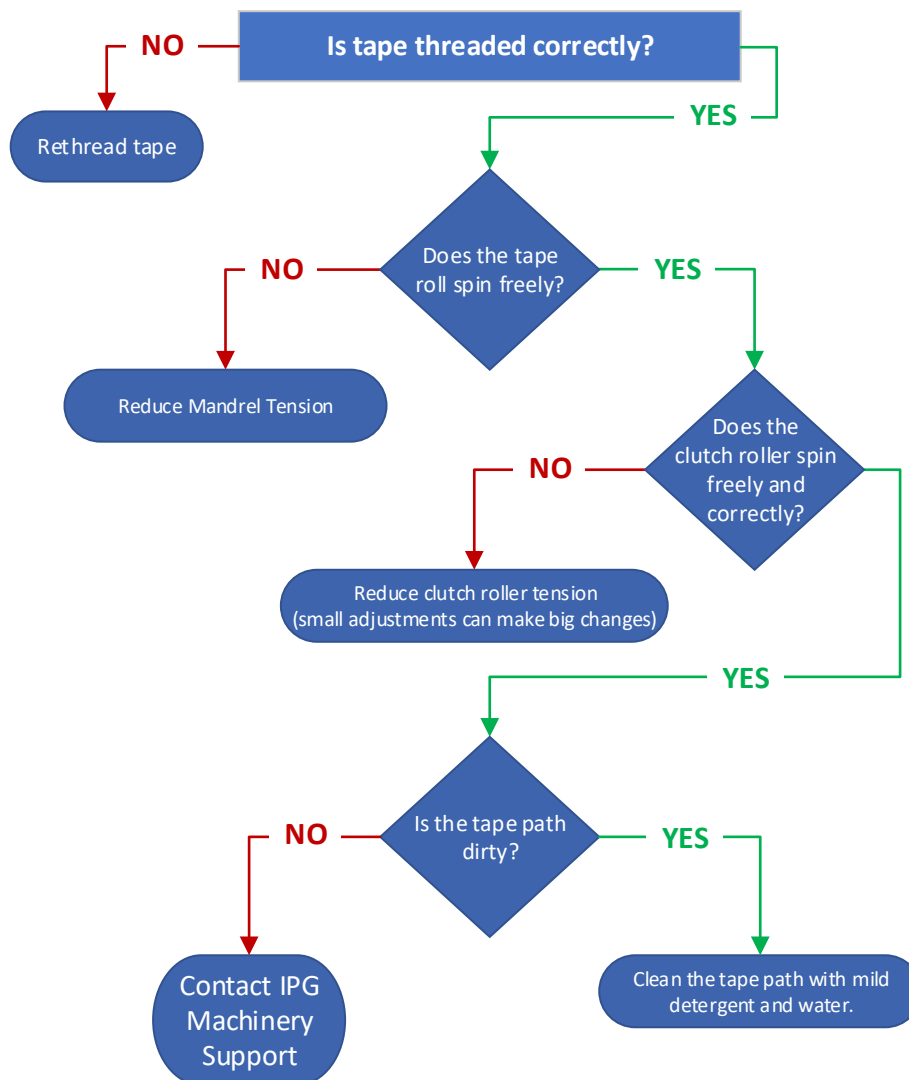 Is tape threaded correctly?
NO
YES
Rethread tape
Does the tape
roll spin freely?
NO
YES
Reduce Mandrel Tension
Does the
clutch roller spin
freely and
correctly?
NO
Reduce clutch roller tension
(small adjustments can make big changes)
YES
Is the tape path
dirty?
NO
YES
Contact IPG
Machinery
Support
Clean the tape path with mild
detergent and water.